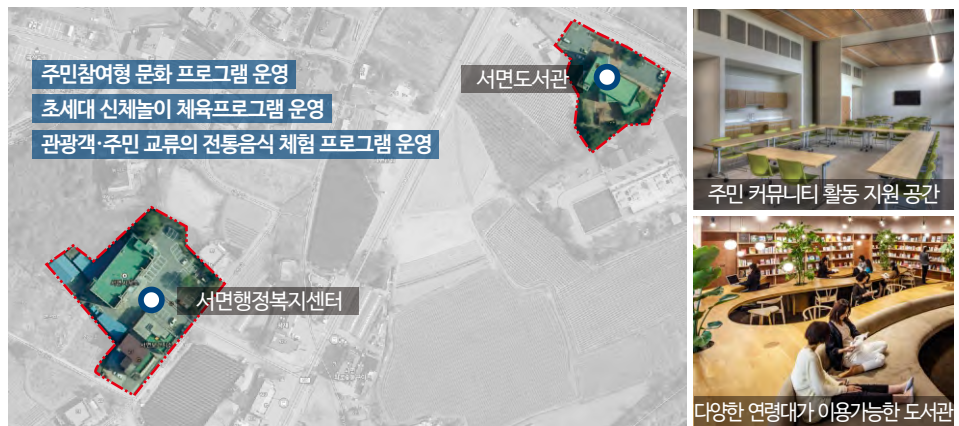 주민참여형 문화 프로그램 운영
초세대 신체놀이 체육프로그램 운영
관광객·주민 교류의 전통음식 체험 프로그램 운영
서면도서관
서면행정복지센터
주민 커뮤니티 활동 지원 공간
다양한 연령대가 이용가능한 도서관